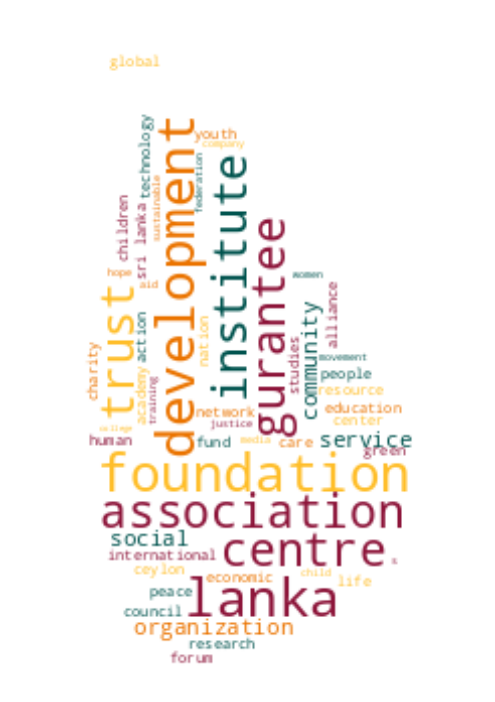 global
technology
development
youth
company
federation
institute
sustainable
children
sri lanka
gurantee
hope
aid
women
trust
action
nation
community
alliance
studies
movement
charity
academy
training
people
resource
network
education
college
justice
center
human
fund
media
care
service
green
foundation
association
social
international
centre
s
ceylon
economic
child
life
peace
lanka
council
organization
research
forum